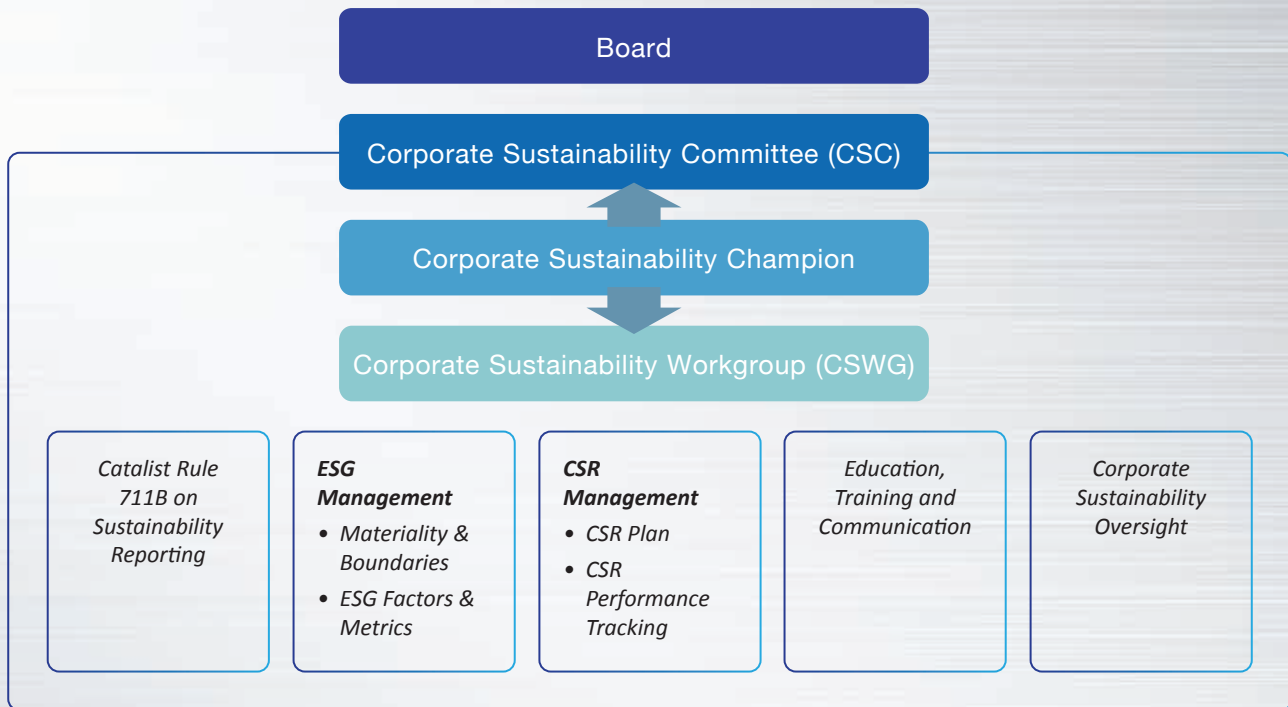 Board
Corporate Sustainability Committee (CSC)
Corporate Sustainability Champion
Corporate Sustainability Workgroup (CSWG)
Catalist Rule
711B on
Sustainability
Reporting
ESG
Management
• Materiality &
Boundaries
• ESG Factors &
Metrics
CSR
Management
• CSR Plan
• CSR
Performance
Tracking
Education,
Training and
Communication
Corporate
Sustainability
Oversight